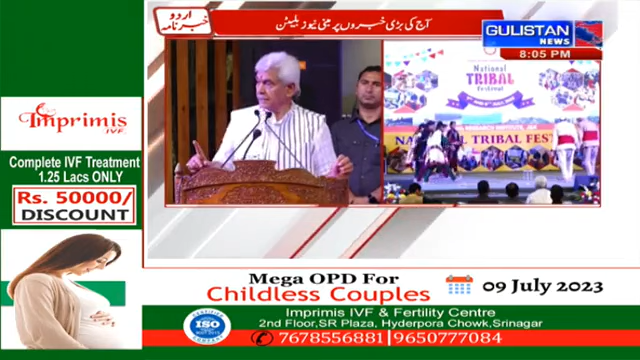 اردو
خبرنامہ
آج کی بڑی خبروں پر مبنی نیوز بلیٹن
GULISTAN
NEWS
8:05 PM
National
TRIBAL
Festival
Imprimis
IVF
Complete IVF Treatment
1.25 Lacs ONLY
Rs. 50000/
DISCOUNT
Mega OPD For
Childless Couples
09 July 2023
ISO
Imprimis IVF & Fertility Centre
2nd Floor,SR Plaza, Hyderpora Chowk,Srinagar
7678556881|9650777084